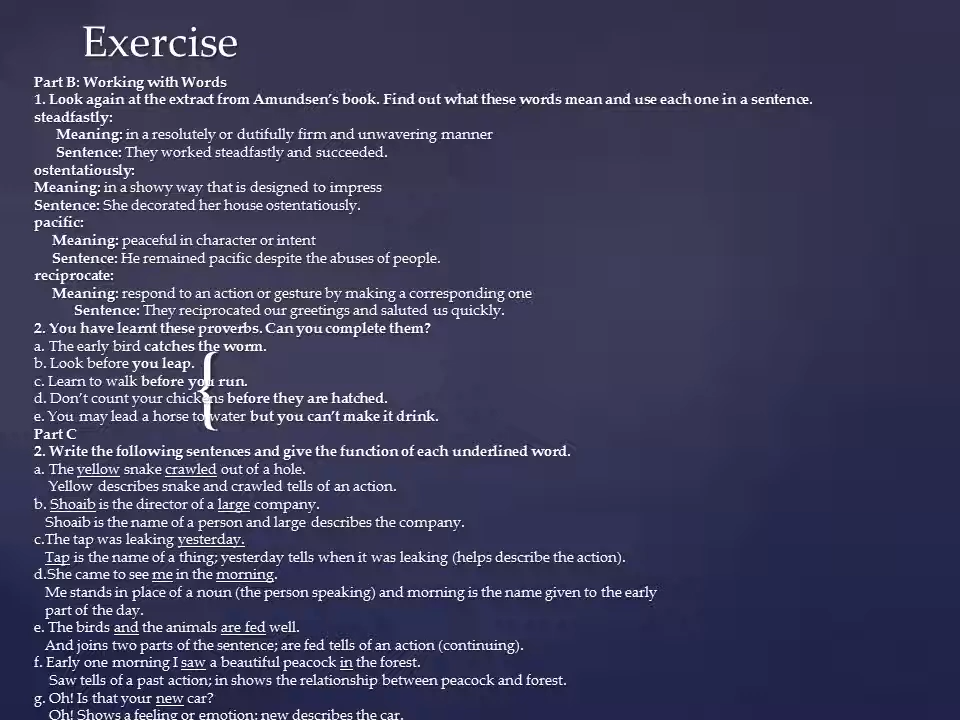 Exercise
Part B: Working with Words
1. Look again at the extract from Amundsen's book. Find out what these words mean and use each one in a sentence.
steadfastly:
Meaning: in a resolutely or dutifully firm and unwavering manner
Sentence: They worked steadfastly and succeeded.
ostentatiously:
Meaning: in a showy way that is designed to impress
Sentence: She decorated her house ostentatiously.
pacific:
Meaning: peaceful in character or intent
Sentence: He remained pacific despite the abuses of people.
reciprocate:
Meaning: respond to an action or gesture by making a corresponding one
Sentence: They reciprocated our greetings and saluted us quickly.
2. You have learnt these proverbs. Can you complete them?
a. The early bird catches the worm.
b. Look before you leap.
c. Learn to walk before you run.
d. Don't count your chickens before they are hatched.
e. You may lead a horse to water but you can't make it drink.
Part C
2. Write the following sentences and give the function of each underlined word.
a. The yellow snake crawled out of a hole.
Yellow describes snake and crawled tells of an action.
b. Shoaib is the director of a large company.
Shoaib is the name of a person and large describes the company.
c.The tap was leaking yesterday.
Tap is the name of a thing; yesterday tells when it was leaking (helps describe the action).
d.She came to see me in the morning.
Me stands in place of a noun (the person speaking) and morning is the name given to the early
part of the day.
e. The birds and the animals are fed well.
And joins two parts of the sentence; are fed tells of an action (continuing).
f. Early one morning I saw a beautiful peacock in the forest.
Saw tells of a past action; in shows the relationship between peacock and forest.
g. Oh! Is that your new car?
Oh! Shows a feeling or emotion; new describes the car.